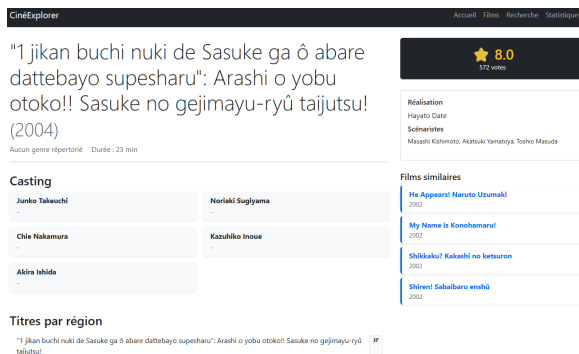 CinéExplorer
Accueil Films Recherche Statistique
"1 jikan buchi nuki de Sasuke ga ô abare
dattebayo supesharu": Arashi o yobu
otoko!! Sasuke no gejimayu-ryû taijutsu!
(2004)
Aucun genre répertorié Durée : 23 min
8.0
572 votes
Réalisation
Hayato Date
Scénaristes
Masashi Kishimoto, Akatsuki Yamatoya, Toshio Masuda
Casting
Junko Takeuchi
-
Noriaki Sugiyama
-
Chie Nakamura
-
Kazuhiko Inoue
-
Akira Ishida
-
Films similaires
He Appears! Naruto Uzumaki
2002
My Name is Konohamaru!
2002
Shikkaku? Kakashi no ketsuron
2002
Shiren! Sabaibaru enshû
2002
Titres par région
"1 jikan buchi nuki de Sasuke ga ô abare dattebayo supesharu": Arashi o yobu otoko!! Sasuke no gejimayu-ryû
taijutsu!
JP